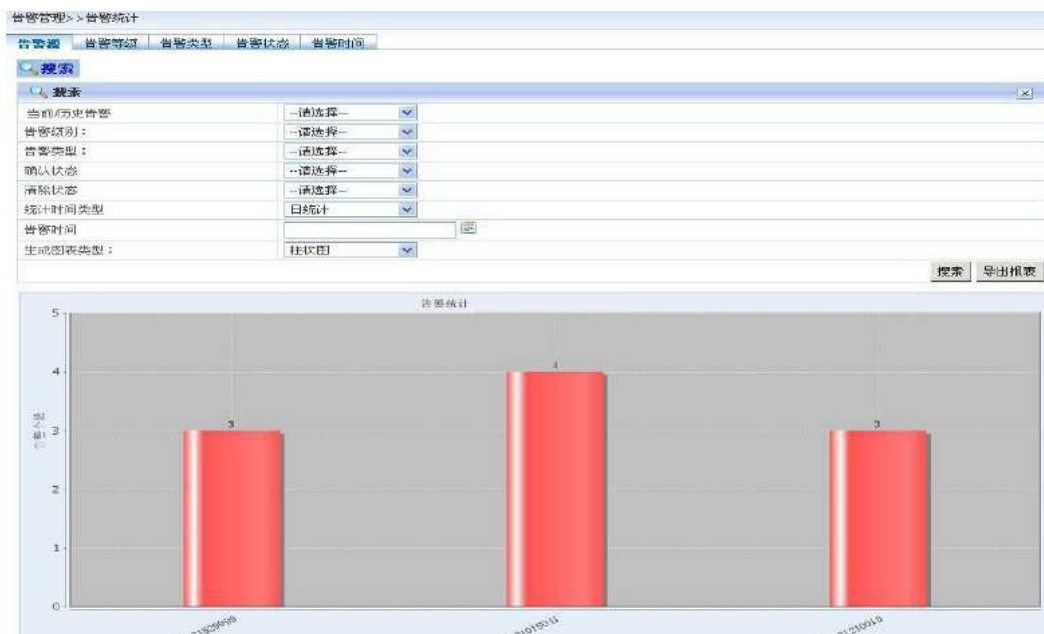 告警管理>>告警统计
告警源 告警等级 告警类型 告警状态 告警时间
搜索
搜索
当前/历史告警 --请选择--
告警级别： --请选择--
告警类型： --请选择--
确认状态 --请选择--
清除状态 --请选择--
统计时间类型 日统计
告警时间
生成图表类型： 柱状图
搜索 导出报表
告警统计
5
4
3
2
1
0
告警个数
3
4
3